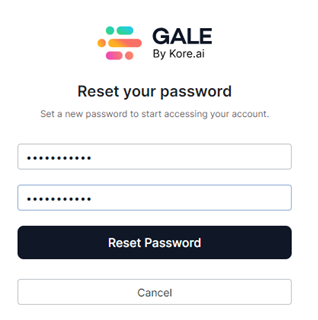 GALE
By Kore.ai
Reset your password
Set a new password to start accessing your account.
•••••••••••
•••••••••••
Reset Password
Cancel